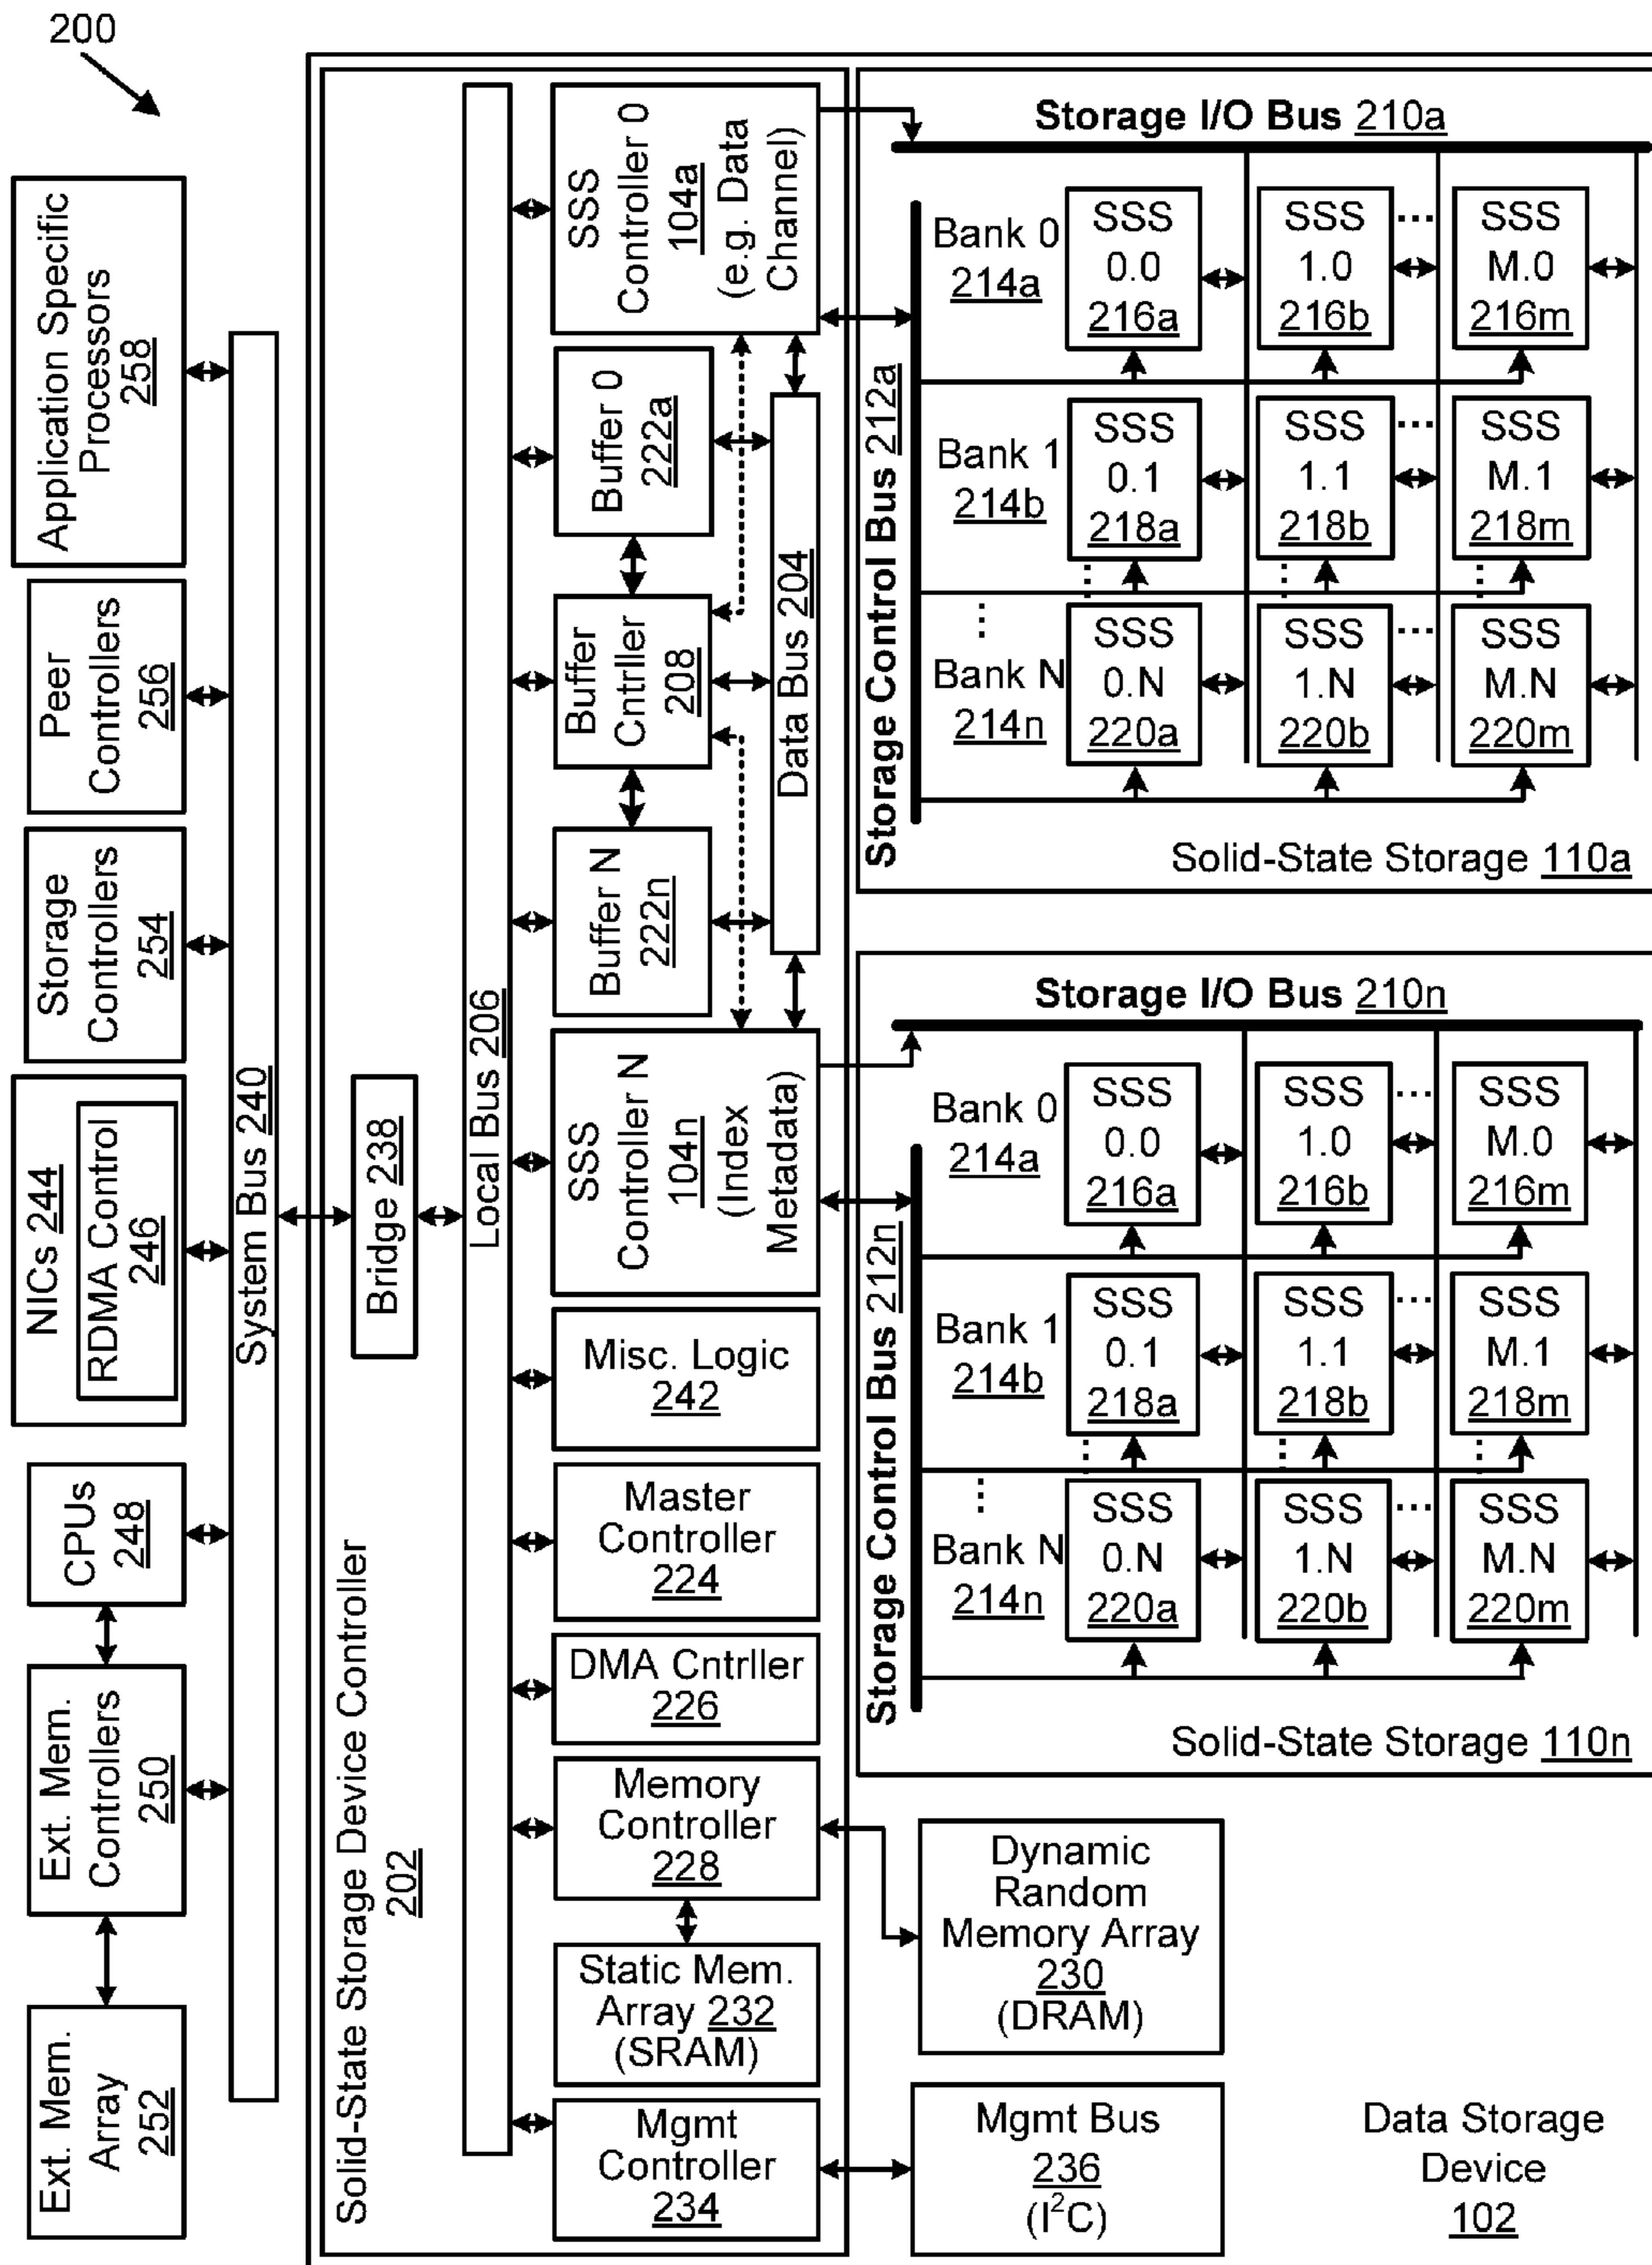 200
Application Specific
Processors
258
Peer
Controllers
256
Storage
Controllers
254
NICs 244
RDMA Control
246
CPUs
248
Ext. Mem.
Controllers
250
Ext. Mem.
Array
252
System Bus 240
Solid-State Storage Device Controller
202
Bridge 238
Local Bus 206
SSS
Controller 0
104a
(e.g. Data
Channel)
Buffer 0
222a
Buffer
Cntrller
208
Buffer N
222n
Data Bus 204
SSS
Controller N
104n
(Index
Metadata)
Misc. Logic
242
Master
Controller
224
DMA Cntrller
226
Memory
Controller
228
Static Mem.
Array 232
(SRAM)
Mgmt
Controller
234
Storage I/O Bus 210a
Storage Control Bus 212a
Bank 0
214a
SSS
0.0
216a
SSS
1.0
216b
...
SSS
M.0
216m
Bank 1
214b
SSS
0.1
218a
SSS
1.1
218b
...
SSS
M.1
218m
...
Bank N
214n
SSS
0.N
220a
SSS
1.N
220b
...
SSS
M.N
220m
Solid-State Storage 110a
Storage I/O Bus 210n
Storage Control Bus 212n
Bank 0
214a
SSS
0.0
216a
SSS
1.0
216b
...
SSS
M.0
216m
Bank 1
214b
SSS
0.1
218a
SSS
1.1
218b
...
SSS
M.1
218m
...
Bank N
214n
SSS
0.N
220a
SSS
1.N
220b
...
SSS
M.N
220m
Solid-State Storage 110n
Dynamic
Random
Memory Array
230
(DRAM)
Mgmt Bus
236
(I²C)
Data Storage
Device
102